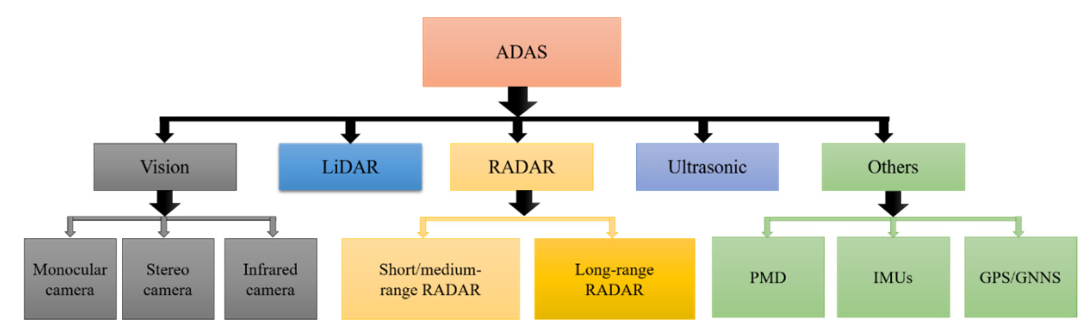 ADAS
Vision
LiDAR
RADAR
Ultrasonic
Others
Monocular
camera
Stereo
camera
Infrared
camera
Short/medium-
range RADAR
Long-range
RADAR
PMD
IMUs
GPS/GNNS